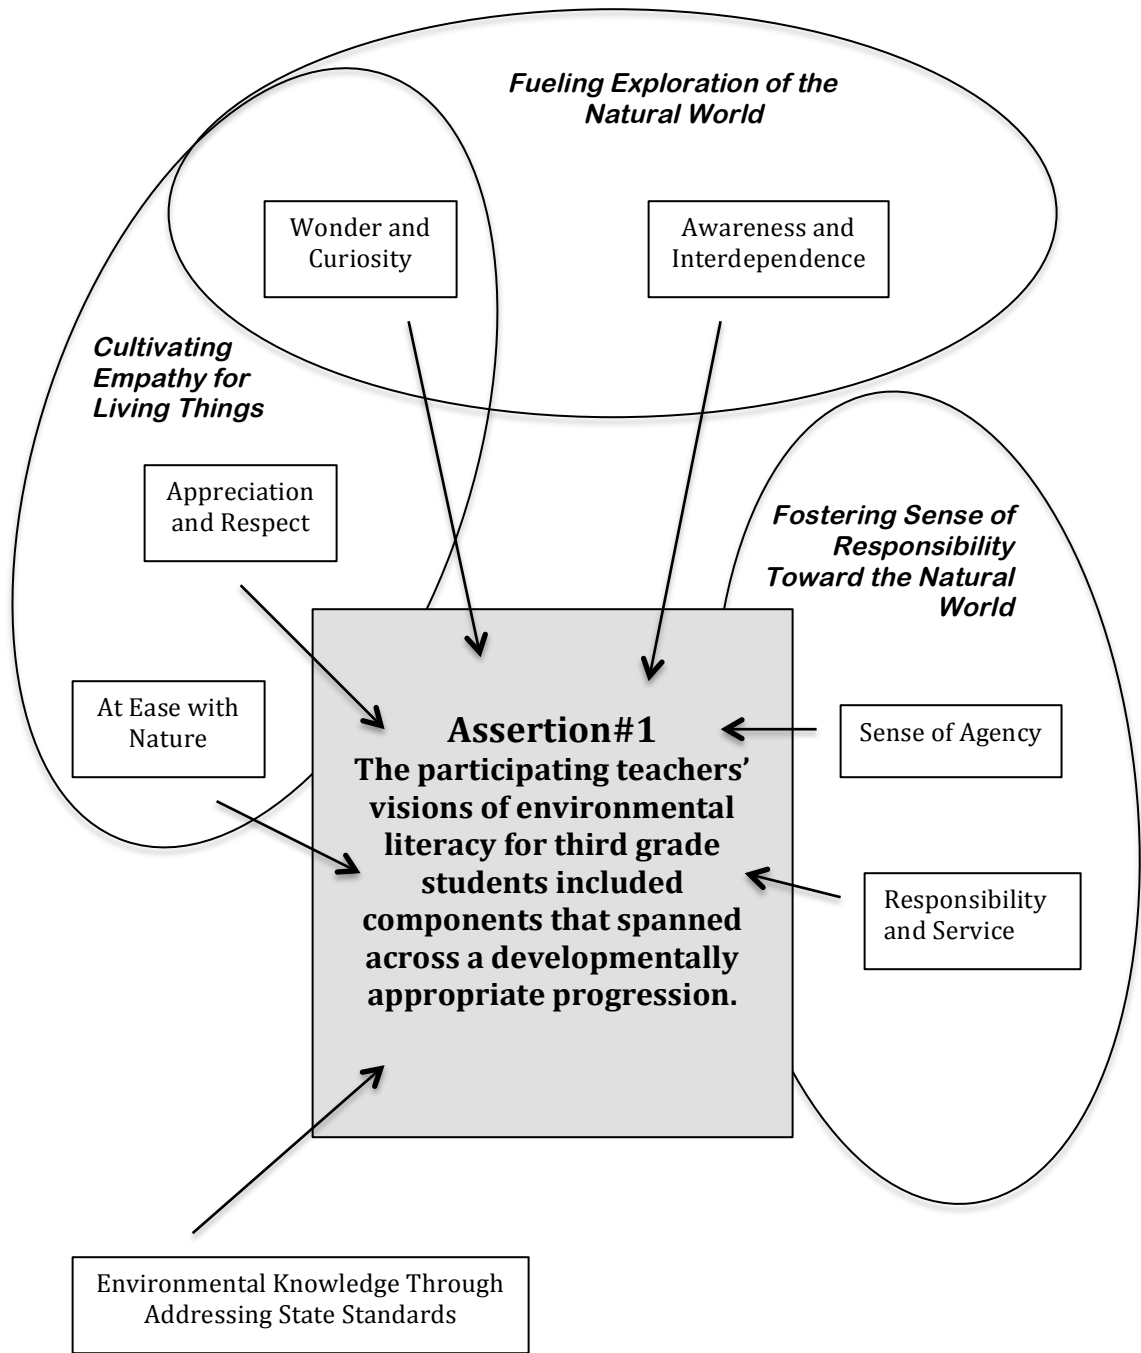 Fueling Exploration of the
Natural World
Wonder and
Curiosity
Awareness and
Interdependence
Cultivating
Empathy for
Living Things
Appreciation
and Respect
Fostering Sense of
Responsibility
Toward the Natural
World
At Ease with
Nature
Sense of Agency
Assertion#1
The participating teachers’
visions of environmental
literacy for third grade
students included
components that spanned
across a developmentally
appropriate progression.
Responsibility
and Service
Environmental Knowledge Through
Addressing State Standards